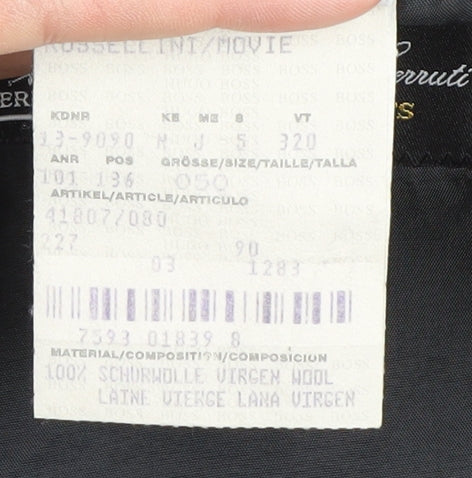 ROSSELLINI/MOVIE
KDNR KE ME S VT
13-9090 M J 5 320
ANR POS GRÖSSE/SIZE/TAILLE/TALLA
101 136 050
ARTIKEL/ARTICLE/ARTICULO
41807/080
227 90
03 1283
7593 01839 8
MATERIAL/COMPOSITION/COMPOSICION
100% SCHURWOLLE VIRGEN WOOL
LAINE VIERGE LANA VIRGEN